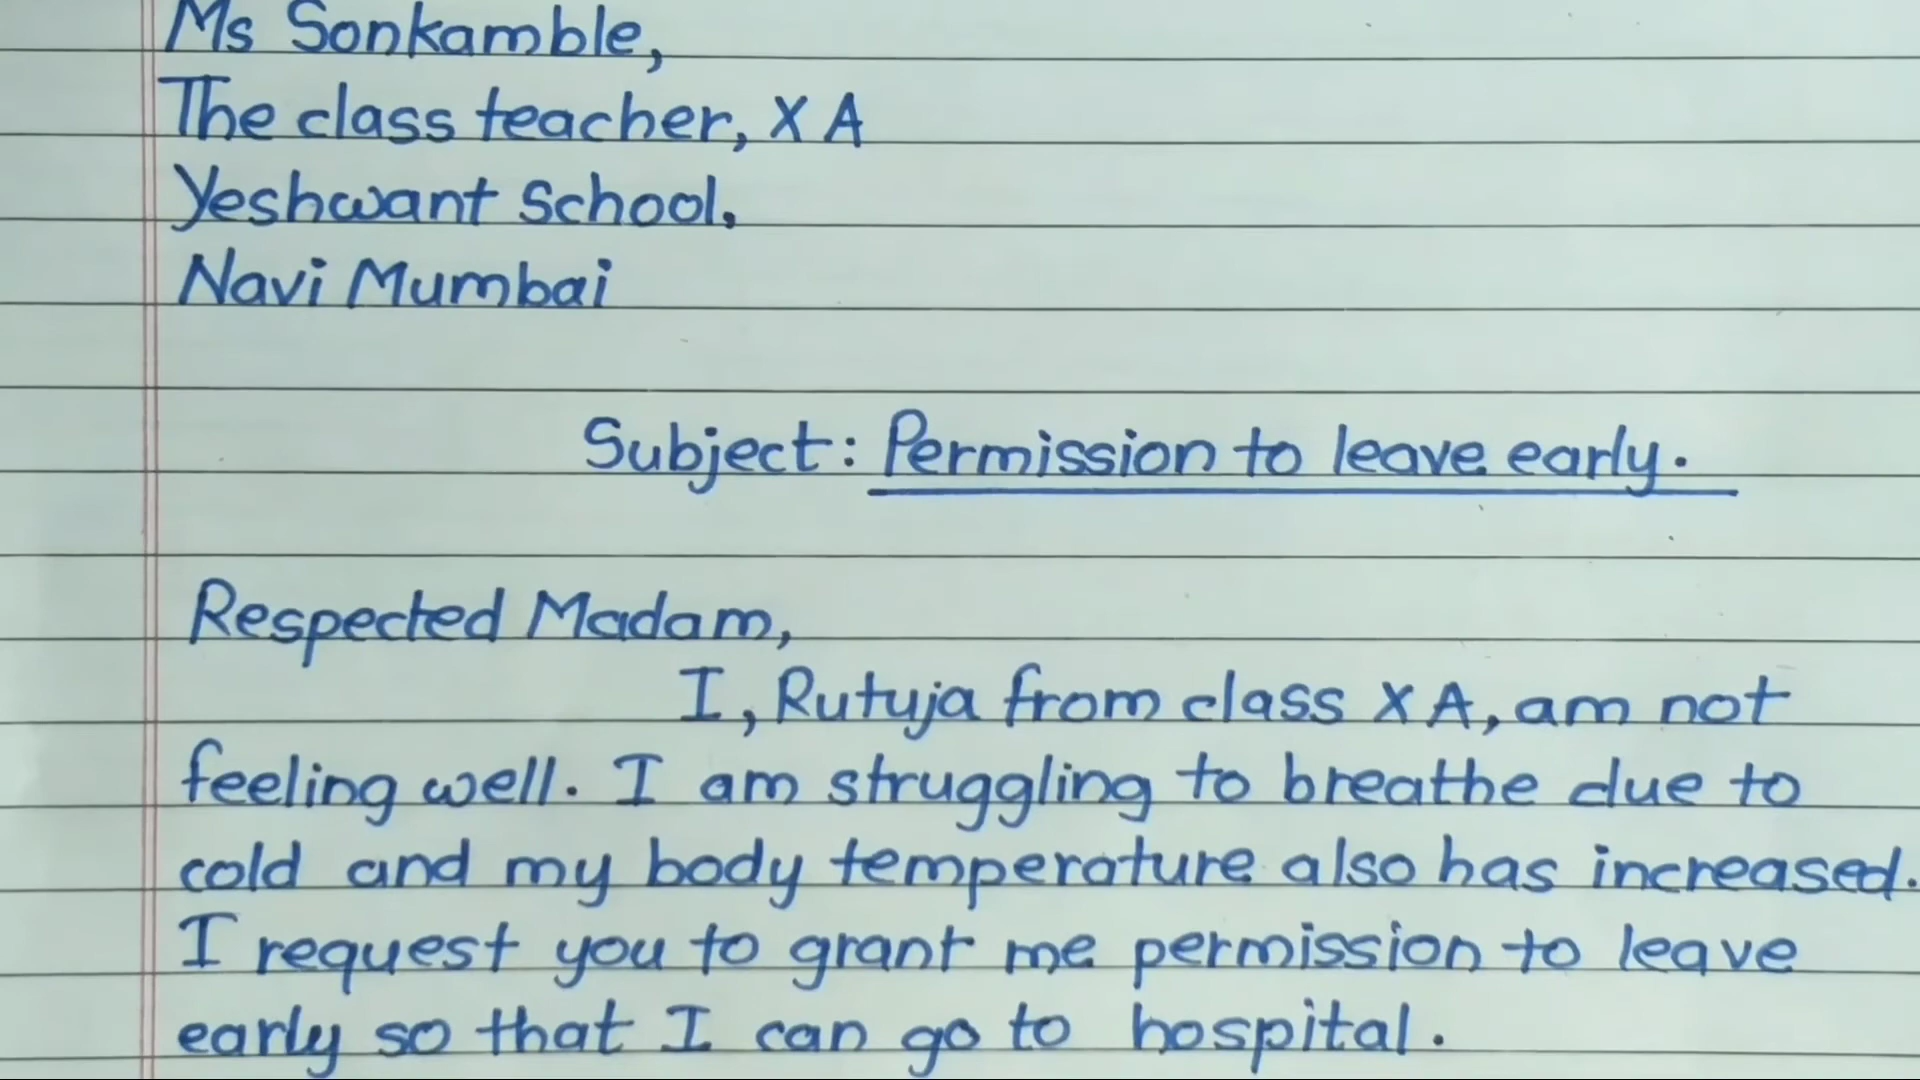 Ms Sonkamble,
The class teacher, X A
Yeshwant School,
Navi Mumbai
Subject: Permission to leave early.
Respected Madam,
I, Rutuja from class X A, am not
feeling well. I am struggling to breathe due to
cold and my body temperature also has increased.
I request you to grant me permission to leave
early so that I can go to hospital.